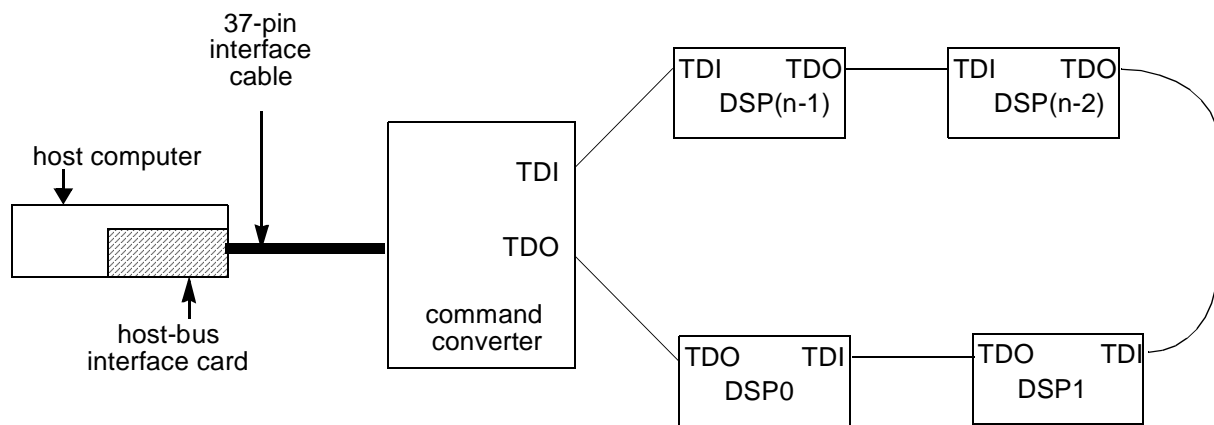 37-pin
interface
cable
host computer
host-bus
interface card
TDI
TDO
command
converter
TDI TDO
DSP(n-1)
TDI TDO
DSP(n-2)
TDO TDI
DSP0
TDO TDI
DSP1